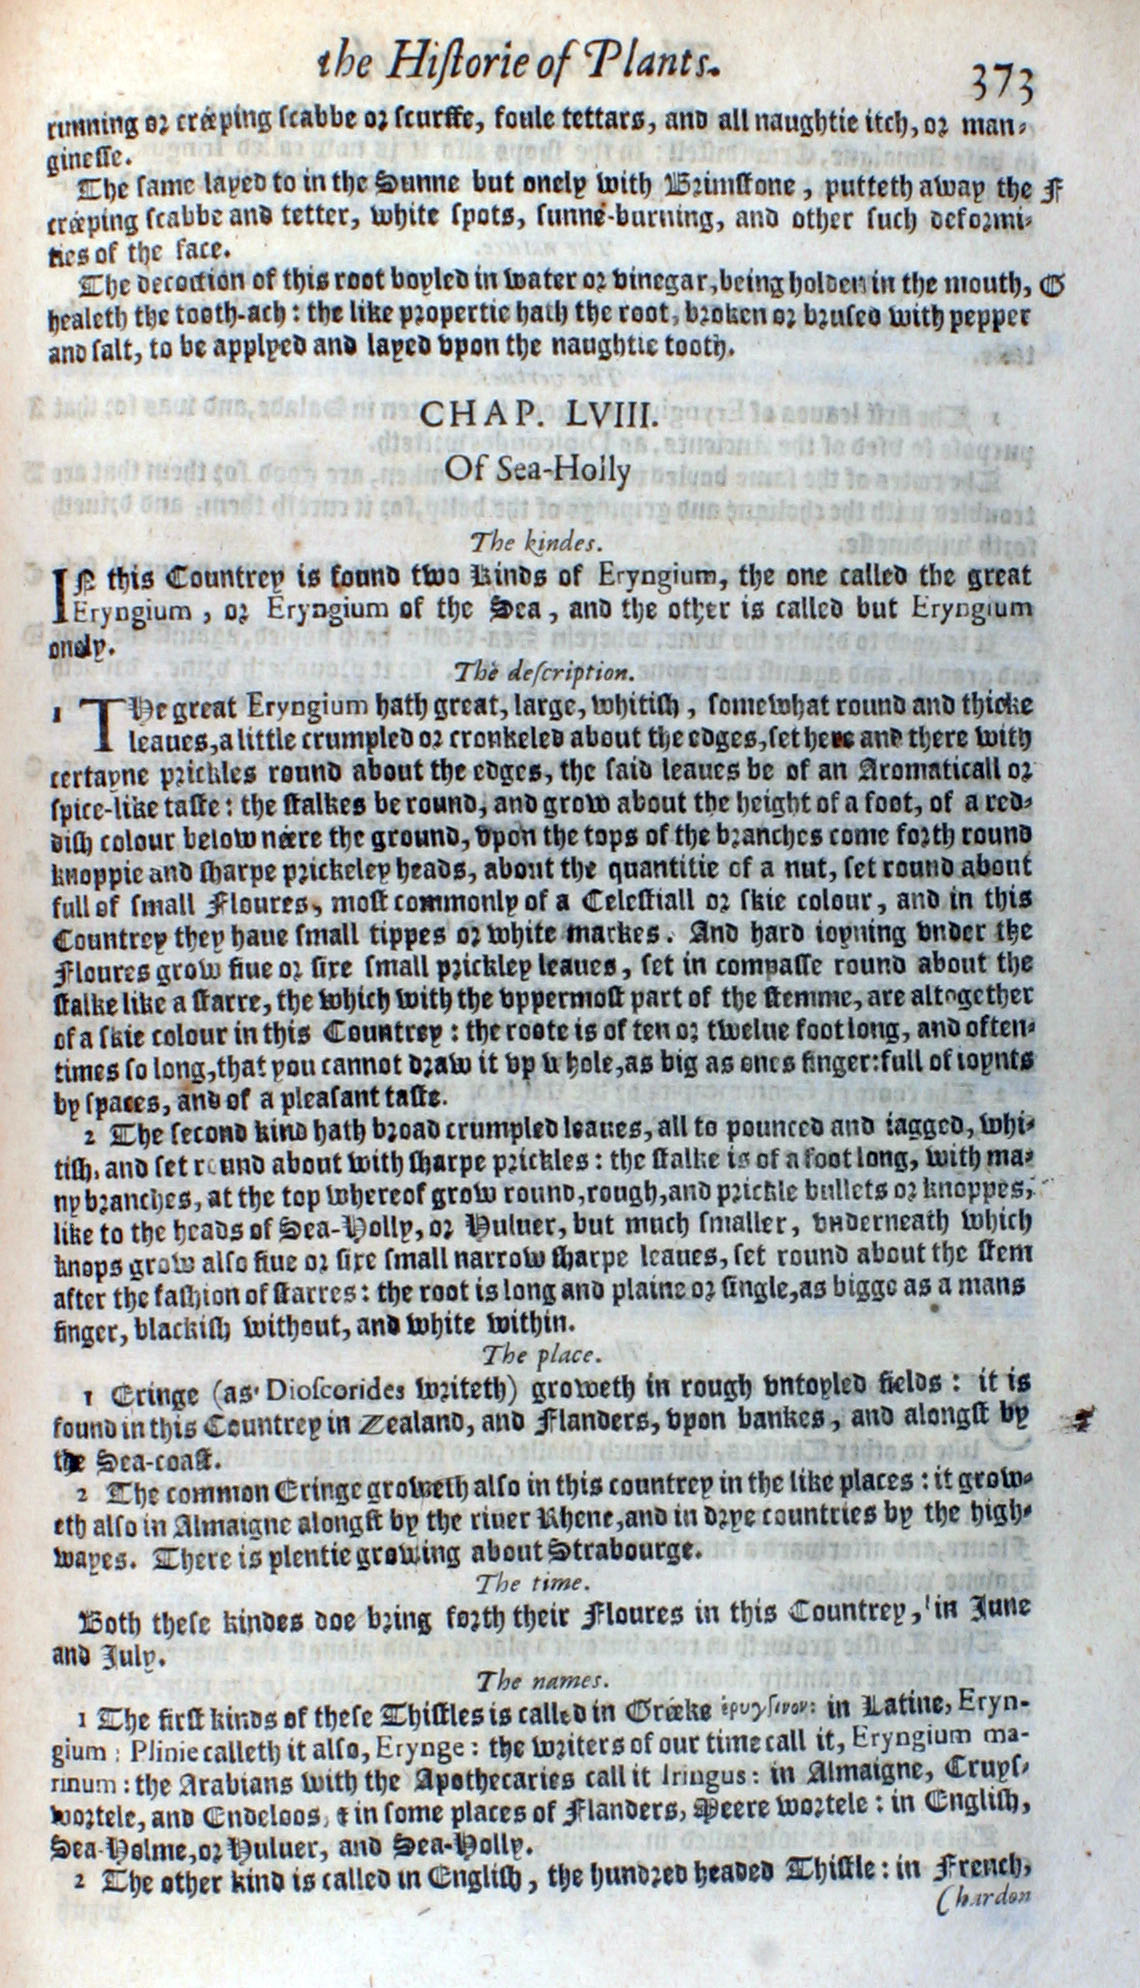 the Hiſtorie of Plants.
373
running or creeping ſcabbe or ſcurffe, foule tettars, and all naughtie itch, or man-
gineſſe.
The ſame layed to in the Sunne but onely with Brimſtone, putteth away the F
creeping ſcabbe and tetter, white ſpots, ſunne-burning, and other ſuch deformi-
ties of the face.
The decoction of this root boyled in water or vinegar, being holden in the mouth, G
healeth the tooth-ach: the like propertie hath the root, broken or bruſed with pepper
and ſalt, to be applyed and layed vpon the naughtie tooth.
CHAP. LVIII.
Of Sea-Holly
The kindes.
IN this Countrey is found two kinds of Eryngium, the one called the great
Eryngium, or Eryngium of the Sea, and the other is called but Eryngium
onely.
The deſcription.
1 THe great Eryngium hath great, large, whitiſh, ſomewhat round and thicke
leaues, a little crumpled or cronkeled about the edges, ſet here and there with
certayne prickles round about the edges, the ſaid leaues be of an Aromaticall or
ſpice-like taſte: the ſtalkes be round, and grow about the height of a foot, of a red-
diſh colour below neere the ground, vpon the tops of the branches come forth round
knoppie and ſharpe prickeley heads, about the quantitie of a nut, ſet round about
full of ſmall Floures, moſt commonly of a Celeſtiall or ſkie colour, and in this
Countrey they haue ſmall tippes or white markes. And hard ioyning vnder the
Floures grow fiue or ſixe ſmall prickley leaues, ſet in compaſſe round about the
ſtalke like a ſtarre, the which with the vppermoſt part of the ſtemme, are altogether
of a ſkie colour in this Countrey: the roote is of ten or twelue foot long, and often-
times ſo long, that you cannot draw it vp whole, as big as ones finger: full of ioynts
by ſpaces, and of a pleaſant taſte.
2 The ſecond kind hath broad crumpled leaues, all to pounced and iagged, whi-
tiſh, and ſet round about with ſharpe prickles: the ſtalke is of a foot long, with ma-
ny branches, at the top whereof grow round, rough, and prickle bullets or knoppes,
like to the heads of Sea-Holly, or Huluer, but much ſmaller, vnderneath which
knops grow alſo fiue or ſixe ſmall narrow ſharpe leaues, ſet round about the ſtem
after the faſhion of ſtarres: the root is long and plaine or ſingle, as bigge as a mans
finger, blackiſh without, and white within.
The place.
1 Eringe (as Dioſcorides writeth) groweth in rough vntoyled fields: it is
found in this Countrey in Zealand, and Flanders, vpon bankes, and alongſt by
the Sea-coaſt.
2 The common Eringe groweth alſo in this countrey in the like places: it grow-
eth alſo in Almaigne alongſt by the riuer Rhene, and in drye countries by the high-
wayes. There is plentie growing about Strabourge.
The time.
Both theſe kindes doe bring forth their Floures in this Countrey, in June
and July.
The names.
1 The firſt kinds of theſe Thiſtles is called in Greeke in Latine, Eryn-
gium: Plinie calleth it alſo, Erynge: the writers of our time call it, Eryngium ma-
rinum: the Arabians with the Apothecaries call it Iringus: in Almaigne, Cruyſ-
wortele, and Endeloos, & in ſome places of Flanders, Meere wortele: in Engliſh,
Sea-Holme, or Huluer, and Sea-Holly.
2 The other kind is called in Engliſh, the hundred headed Thiſtle: in French,
Chardon